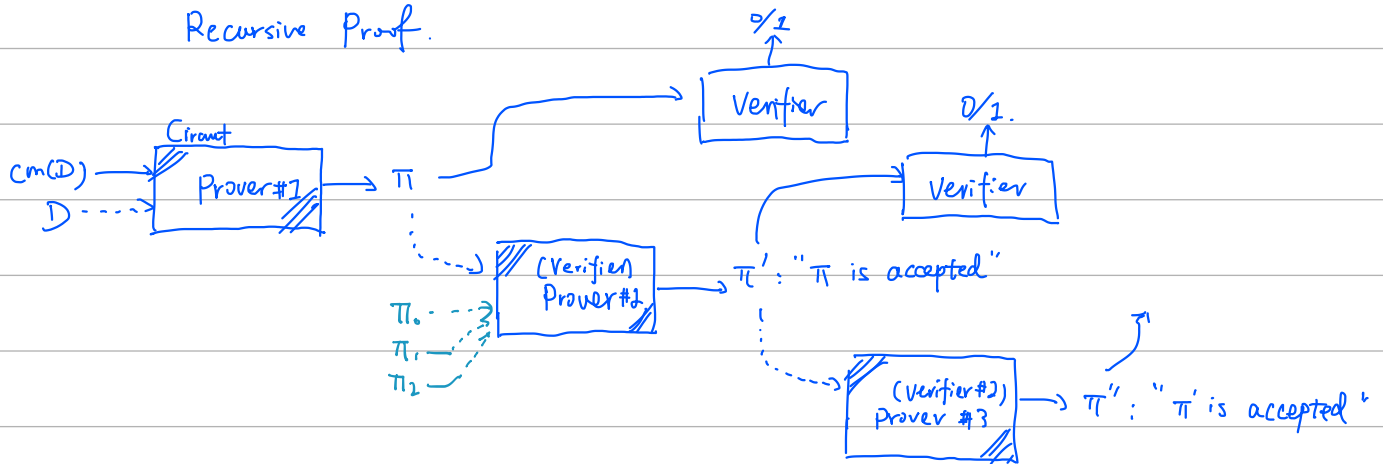 Recursive Proof.
0/1
Verifier
0/1.
Circuit
cm(D)
Prover#1
π
Verifier
D
(Verifier)
Prover#2
π': "π is accepted"
π₀
π₁
π₂
(Verifier#2)
Prover #3
π'': "π' is accepted"